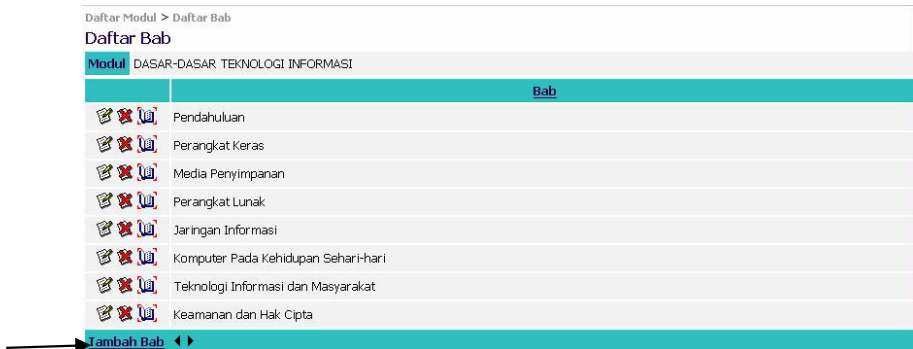 Daftar Modul > Daftar Bab
Daftar Bab
Modul DASAR-DASAR TEKNOLOGI INFORMASI
Bab
Pendahuluan
Perangkat Keras
Media Penyimpanan
Perangkat Lunak
Jaringan Informasi
Komputer Pada Kehidupan Sehari-hari
Teknologi Informasi dan Masyarakat
Keamanan dan Hak Cipta
Tambah Bab